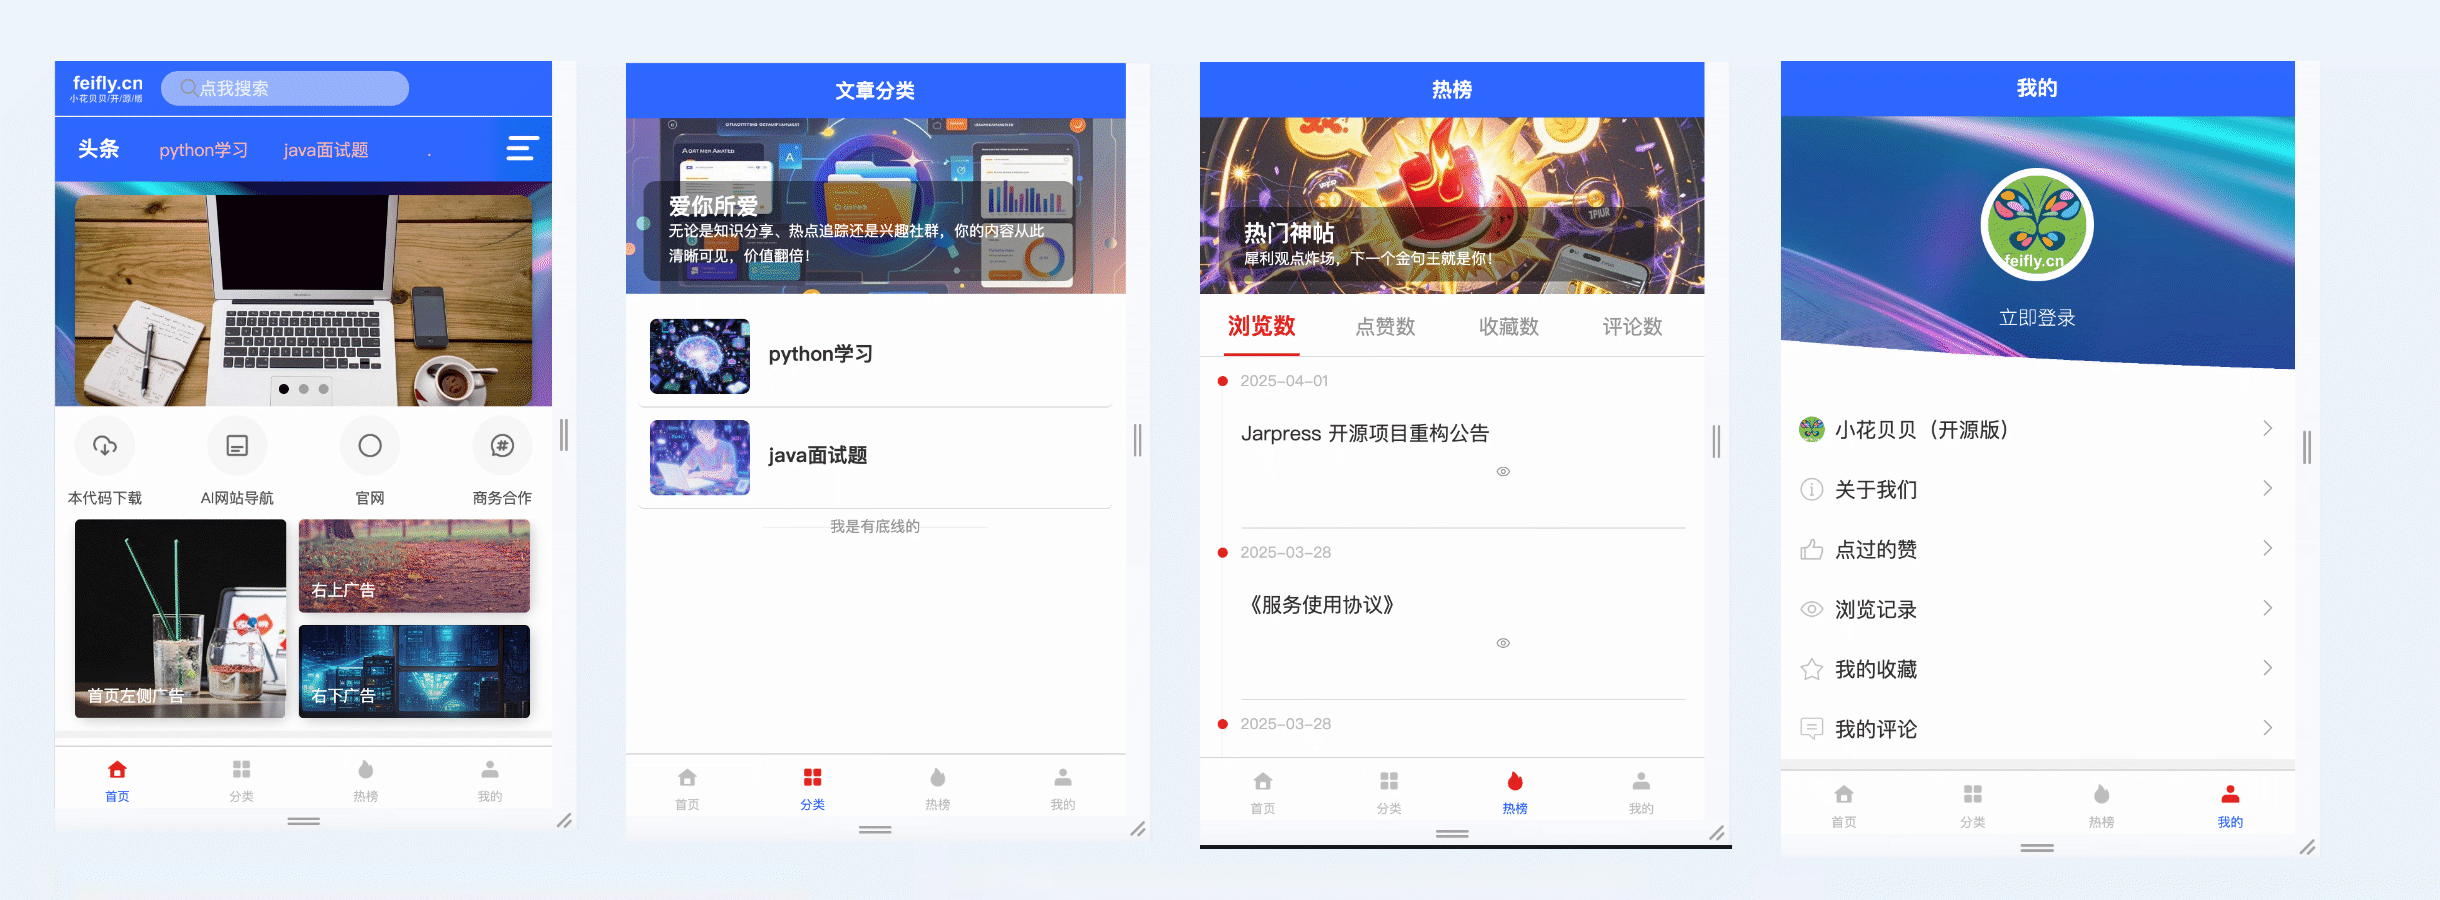 feifly.cn
小花贝贝/开/源/版
点我搜索
头条
python学习
java面试题
.
本代码下载
AI网站导航
官网
商务合作
首页左侧广告
右上广告
右下广告
首页
分类
热榜
我的
文章分类
爱你所爱
无论是知识分享、热点追踪还是兴趣社群，你的内容从此
清晰可见，价值翻倍！
python学习
java面试题
我是有底线的
首页
分类
热榜
我的
热榜
热门神帖
犀利观点炸场，下一个金句王就是你！
浏览数
点赞数
收藏数
评论数
2025-04-01
Jarpress 开源项目重构公告
2025-03-28
《服务使用协议》
2025-03-28
首页
分类
热榜
我的
我的
feifly.cn
立即登录
小花贝贝（开源版）
关于我们
点过的赞
浏览记录
我的收藏
我的评论
首页
分类
热榜
我的